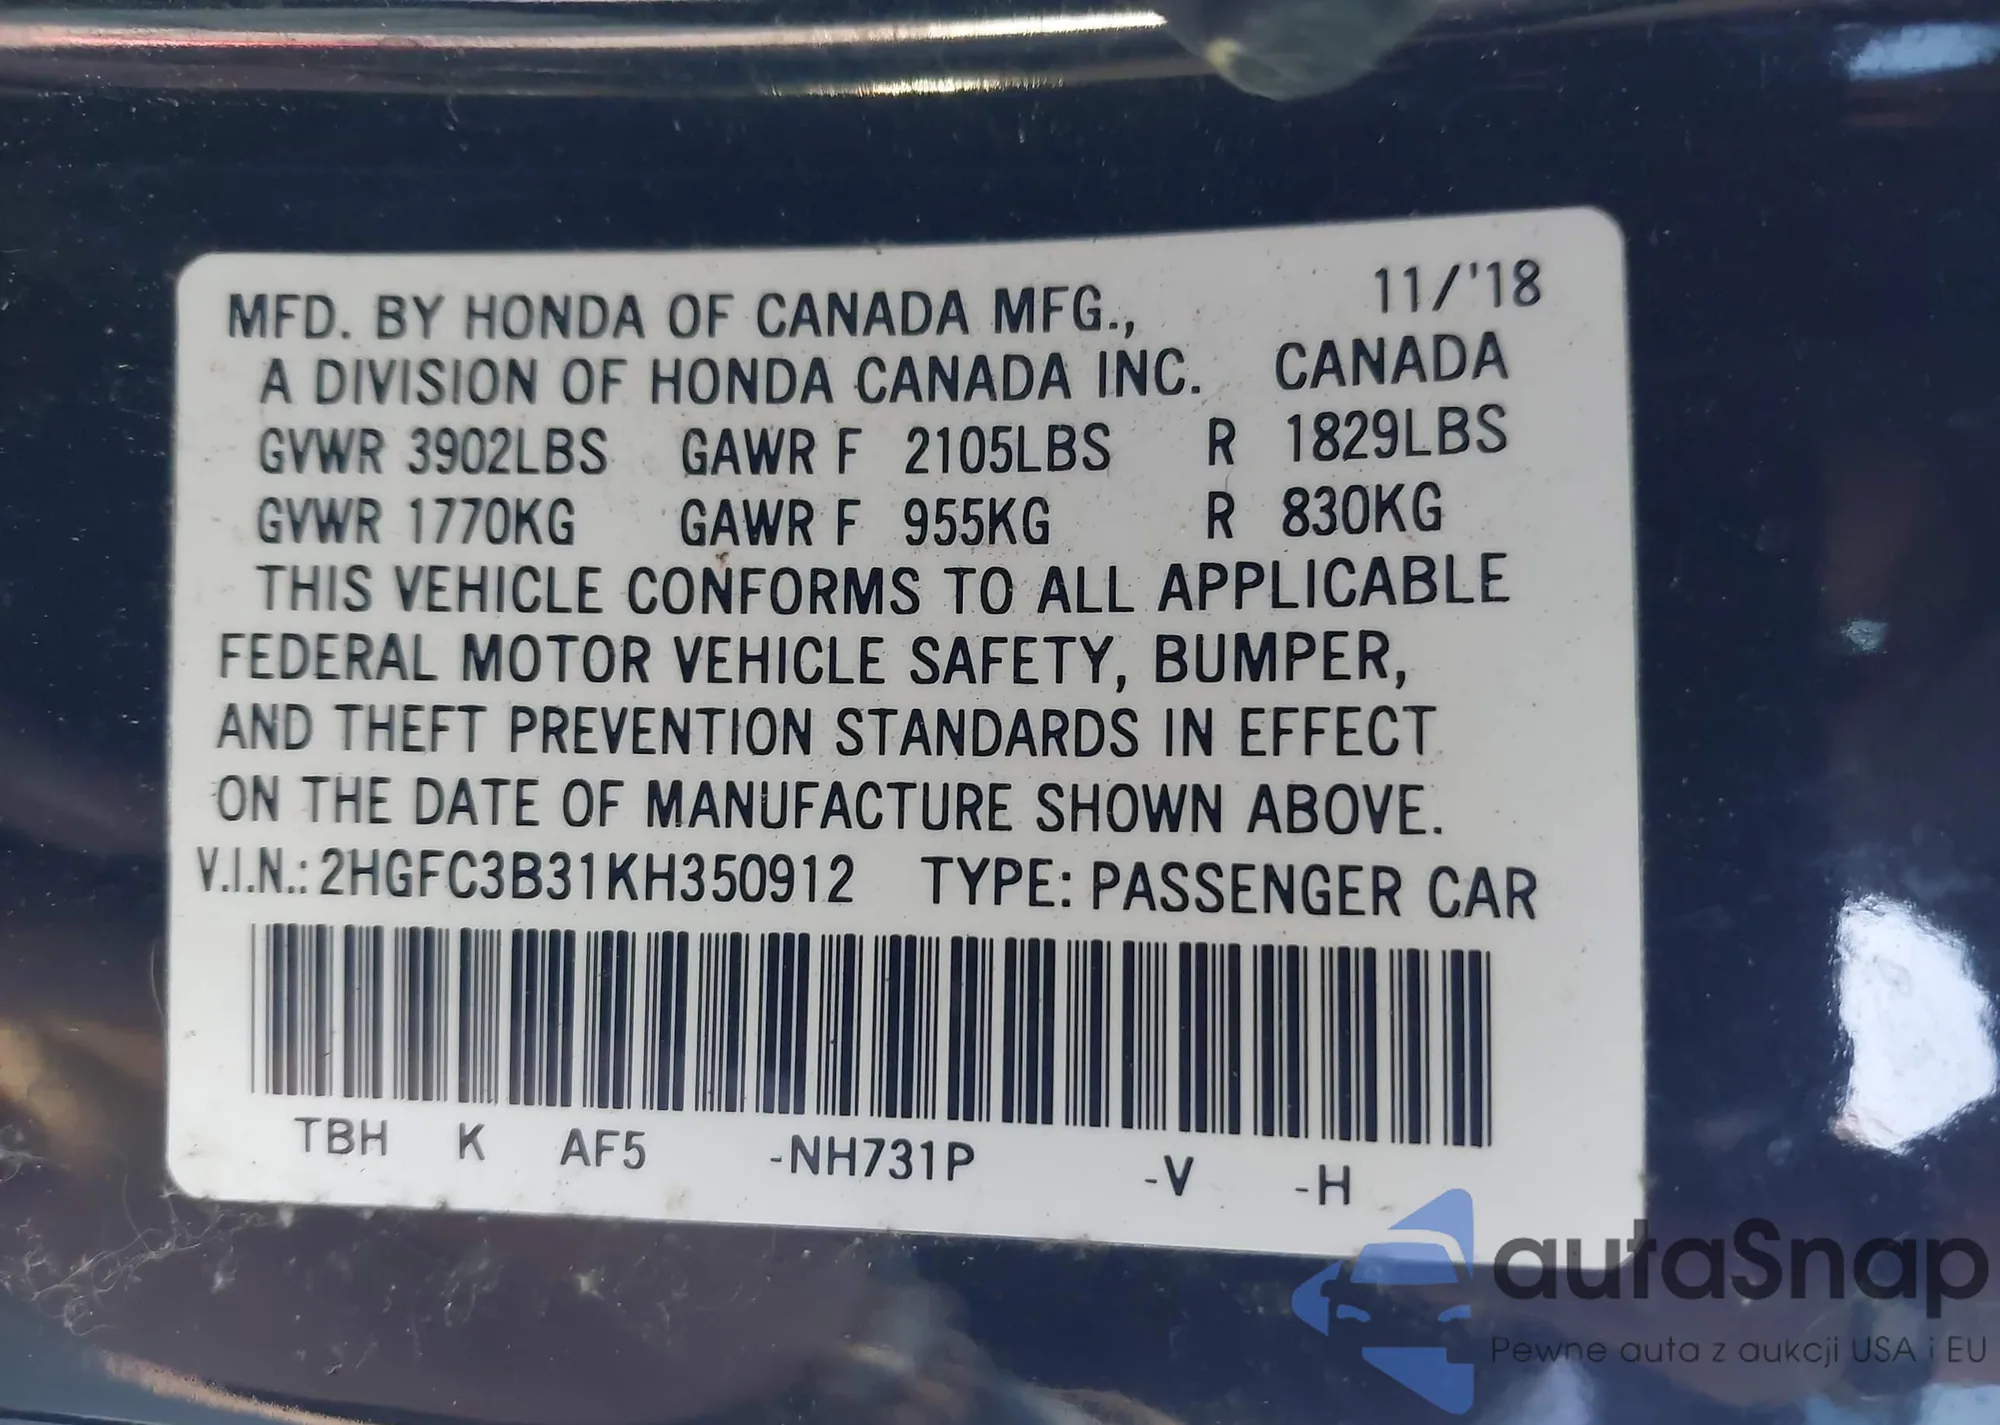 11/'18
MFD. BY HONDA OF CANADA MFG.,
A DIVISION OF HONDA CANADA INC. CANADA
GVWR 3902LBS GAWR F 2105LBS R 1829LBS
GVWR 1770KG GAWR F 955KG R 830KG
THIS VEHICLE CONFORMS TO ALL APPLICABLE
FEDERAL MOTOR VEHICLE SAFETY, BUMPER,
AND THEFT PREVENTION STANDARDS IN EFFECT
ON THE DATE OF MANUFACTURE SHOWN ABOVE.
V.I.N.: 2HGFC3B31KH350912 TYPE: PASSENGER CAR
TBH K AF5 -NH731P -V -H
autaSnap
Pewne auta z aukcji USA i EU